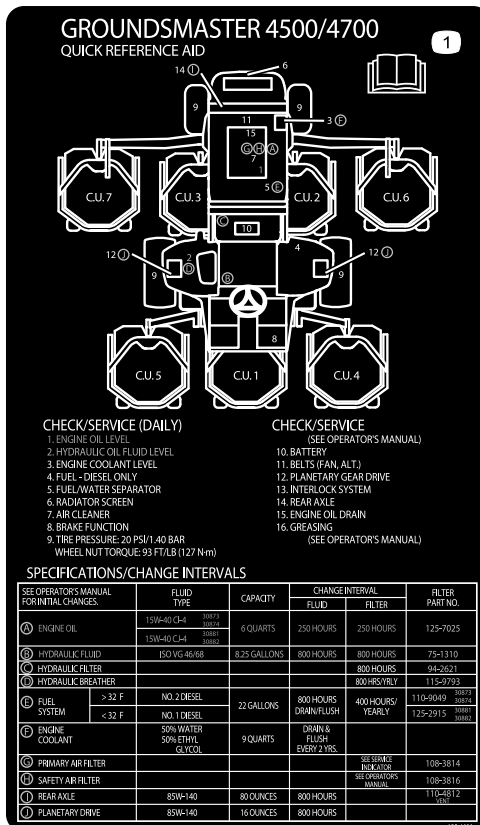 GROUNDSMASTER 4500/4700
QUICK REFERENCE AID
1
6
14 I
9
9
11
3 F
15
G H A
7
1
C.U. 7
C.U. 3
5 E
C.U. 2
C.U. 6
C
10
4
12 J
2
D
12 J
9
B
9
8
C.U. 5
C.U. 1
C.U. 4
CHECK/SERVICE (DAILY)
1. ENGINE OIL LEVEL
2. HYDRAULIC OIL FLUID LEVEL
3. ENGINE COOLANT LEVEL
4. FUEL - DIESEL ONLY
5. FUEL/WATER SEPARATOR
6. RADIATOR SCREEN
7. AIR CLEANER
8. BRAKE FUNCTION
9. TIRE PRESSURE: 20 PSI/1.40 BAR
WHEEL NUT TORQUE: 93 FT/LB (127 N·m)
CHECK/SERVICE
(SEE OPERATOR'S MANUAL)
10. BATTERY
11. BELTS (FAN, ALT.)
12. PLANETARY GEAR DRIVE
13. INTERLOCK SYSTEM
14. REAR AXLE
15. ENGINE OIL DRAIN
16. GREASING
(SEE OPERATOR'S MANUAL)
SPECIFICATIONS/CHANGE INTERVALS
SEE OPERATOR'S MANUAL
FOR INITIAL CHANGES.
FLUID
TYPE
CAPACITY
CHANGE INTERVAL
FLUID
FILTER
FILTER
PART NO.
A ENGINE OIL
15W-40 CI-4 30873
30874
15W-40 CJ-4 30881
30882
6 QUARTS
250 HOURS
250 HOURS
125-7025
B HYDRAULIC FLUID
ISO VG 46/68
8.25 GALLONS
800 HOURS
800 HOURS
75-1310
C HYDRAULIC FILTER
800 HOURS
94-2621
D HYDRAULIC BREATHER
800 HRS/YRLY
115-9793
E FUEL
SYSTEM
> 32 F
NO. 2 DIESEL
< 32 F
NO. 1 DIESEL
22 GALLONS
800 HOURS
DRAIN/FLUSH
400 HOURS/
YEARLY
110-9049 30873
30874
125-2915 30881
30882
F ENGINE
COOLANT
50% WATER
50% ETHYL
GLYCOL
9 QUARTS
DRAIN &
FLUSH
EVERY 2 YRS.
G PRIMARY AIR FILTER
SEE SERVICE
INDICATOR
108-3814
H SAFETY AIR FILTER
SEE OPERATOR'S
MANUAL
108-3816
I REAR AXLE
85W-140
80 OUNCES
800 HOURS
110-4812
VENT
J PLANETARY DRIVE
85W-140
16 OUNCES
800 HOURS